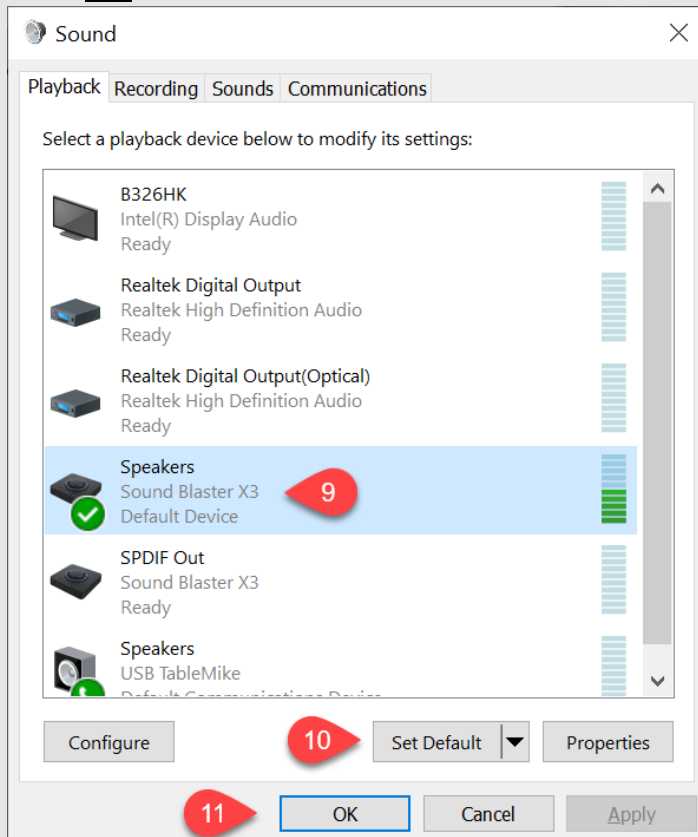 Sound
Playback Recording Sounds Communications
Select a playback device below to modify its settings:
B326HK
Intel(R) Display Audio
Ready
Realtek Digital Output
Realtek High Definition Audio
Ready
Realtek Digital Output(Optical)
Realtek High Definition Audio
Ready
Speakers
Sound Blaster X3
9
Default Device
SPDIF Out
Sound Blaster X3
Ready
Speakers
USB TableMike
Default Communications Device
Configure 10 Set Default Properties
11 OK Cancel Apply